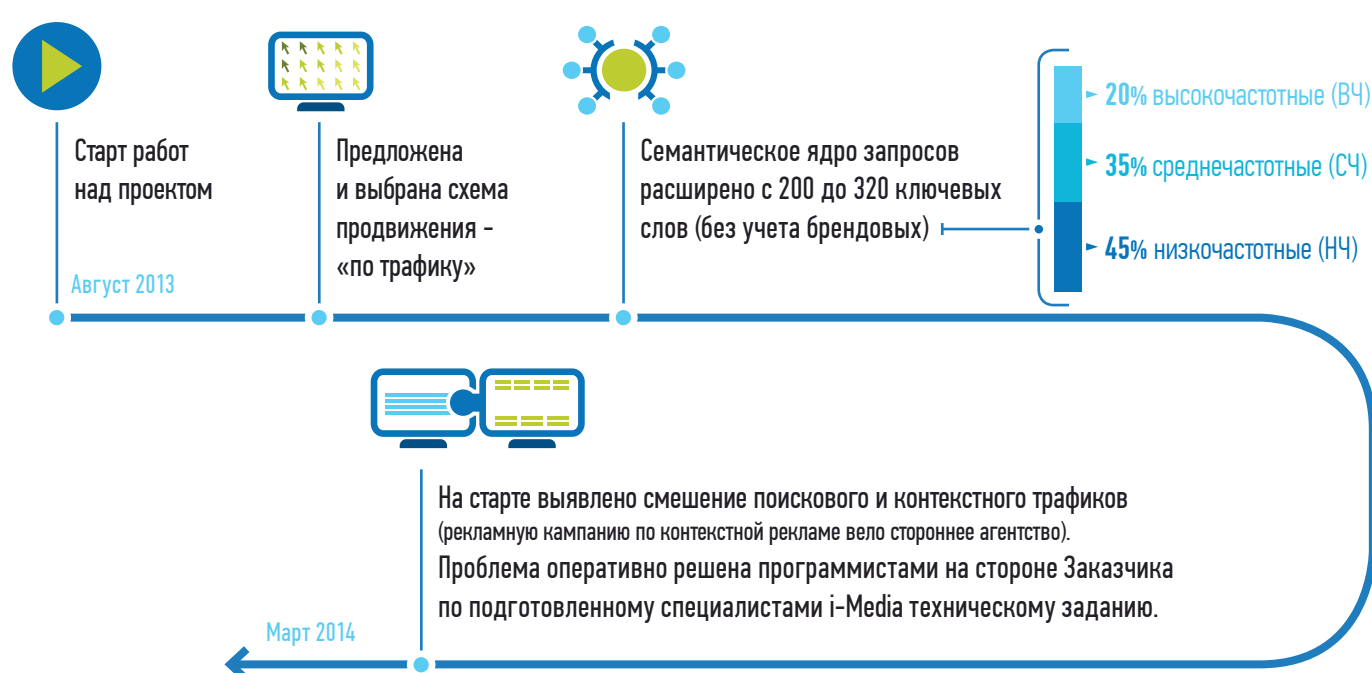 Старт работ
над проектом
Август 2013
Предложена
и выбрана схема
продвижения -
«по трафику»
Семантическое ядро запросов
расширено с 200 до 320 ключевых
слов (без учета брендовых)
20% высокочастотные (ВЧ)
35% среднечастотные (СЧ)
45% низкочастотные (НЧ)
На старте выявлено смешение поискового и контекстного трафиков
(рекламную кампанию по контекстной рекламе вело стороннее агентство).
Проблема оперативно решена программистами на стороне Заказчика
по подготовленному специалистами i-Media техническому заданию.
Март 2014